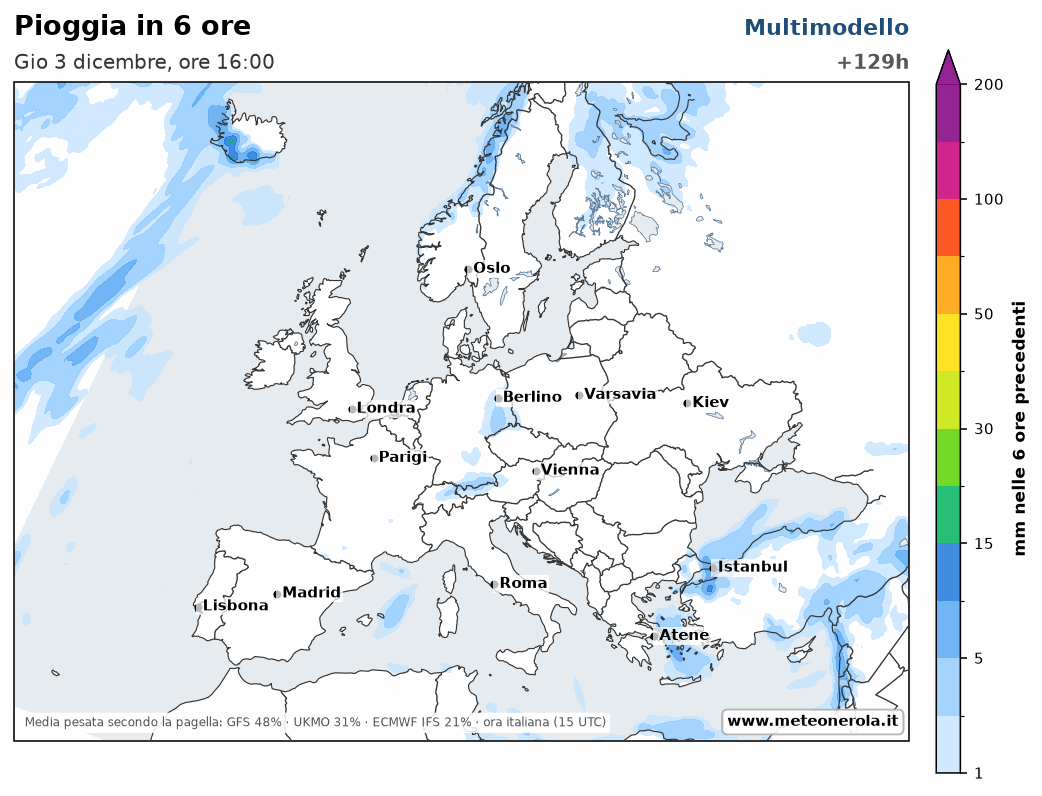 Pioggia in 6 ore
Multimodello
Gio 3 dicembre, ore 16:00
+129h
200
100
50
30
15
5
1
mm nelle 6 ore precedenti
Oslo
Berlino
Varsavia
Kiev
Londra
Parigi
Vienna
Istanbul
Roma
Madrid
Lisbona
Atene
Media pesata secondo la pagella: GFS 48% · UKMO 31% · ECMWF IFS 21% · ora italiana (15 UTC)
www.meteonerola.it